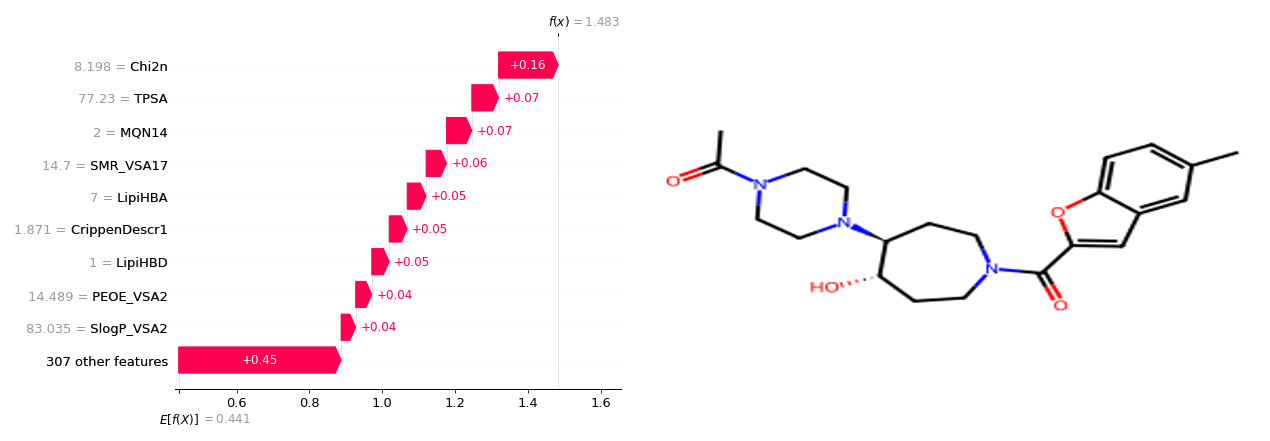 f(x) = 1.483
8.198 = Chi2n +0.16
77.23 = TPSA +0.07
2 = MQN14 +0.07
14.7 = SMR_VSA17 +0.06
7 = LipiHBA +0.05
1.871 = CrippenDescr1 +0.05
1 = LipiHBD +0.05
14.489 = PEOE_VSA2 +0.04
83.035 = SlogP_VSA2 +0.04
307 other features +0.45
0.6 0.8 1.0 1.2 1.4 1.6
E[f(X)] = 0.441
O
N
N
HO
N
O
O